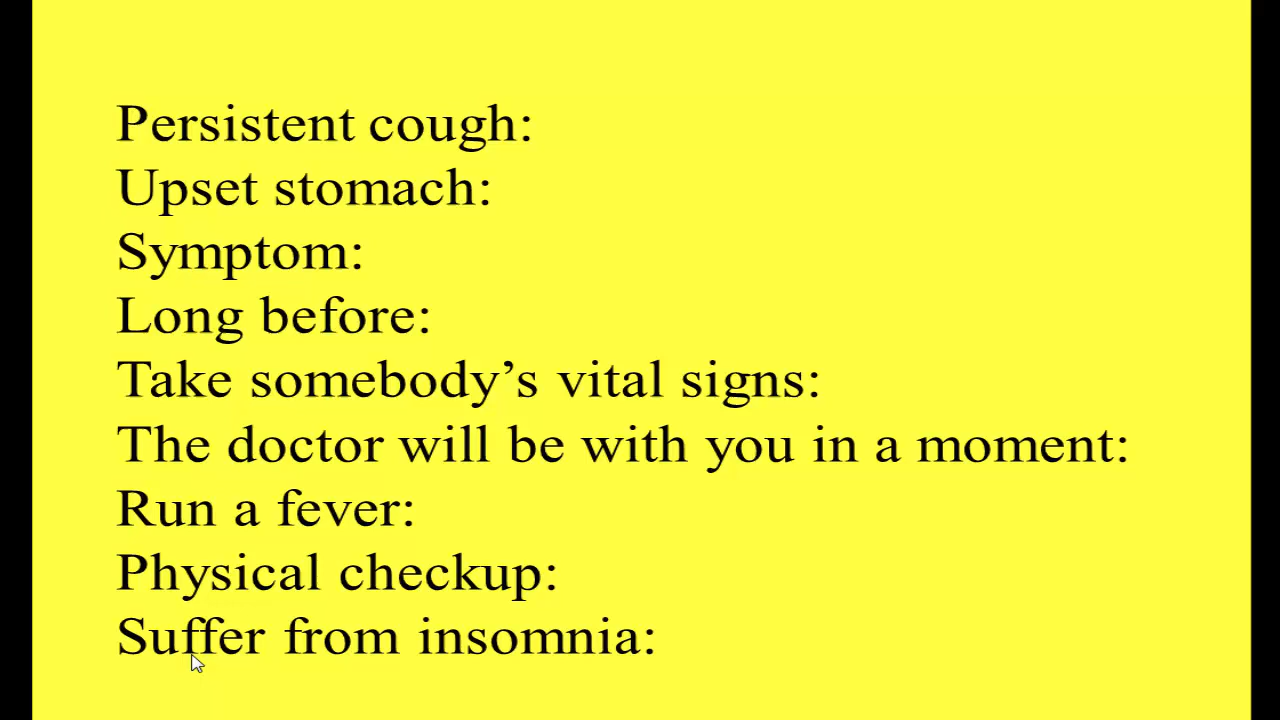 Persistent cough:
Upset stomach:
Symptom:
Long before:
Take somebody’s vital signs:
The doctor will be with you in a moment:
Run a fever:
Physical checkup:
Suffer from insomnia: